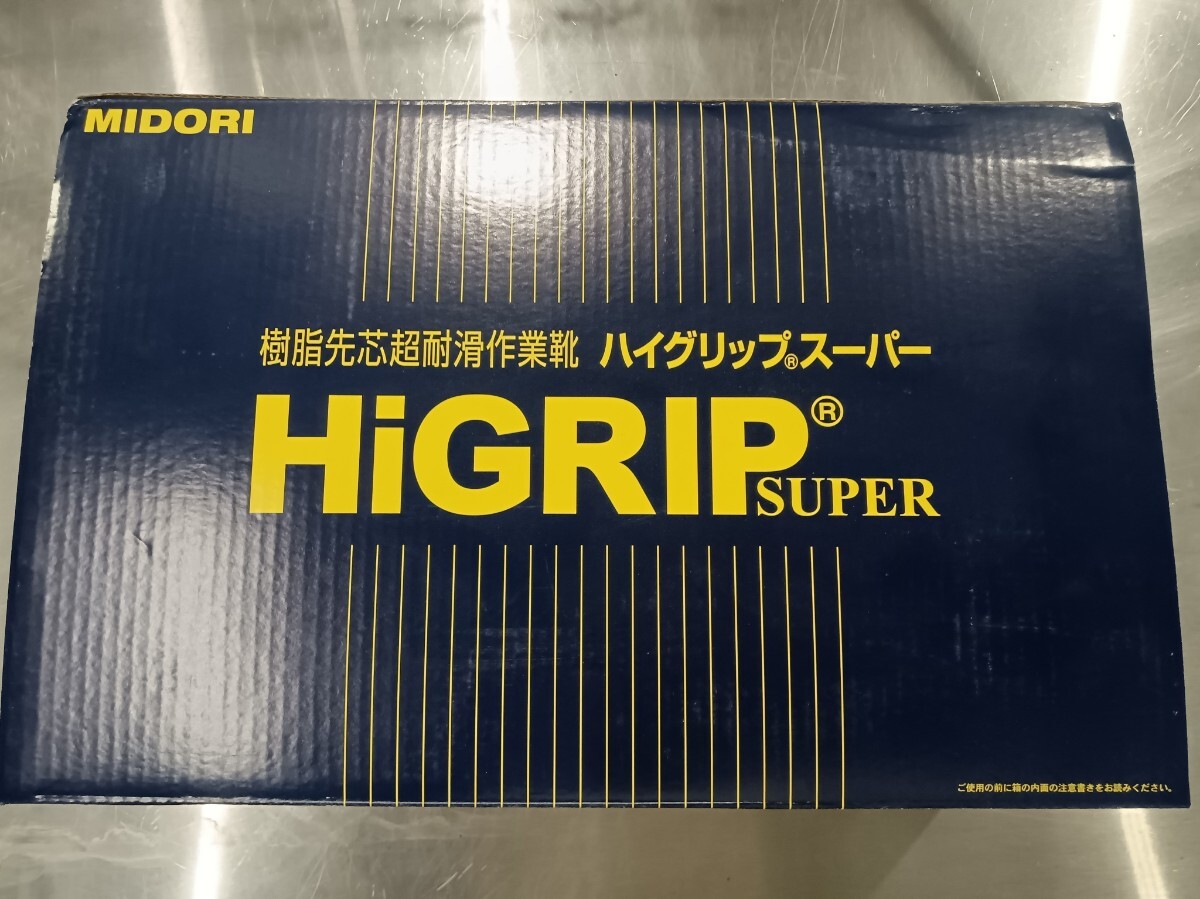 MIDORI
樹脂先芯超耐滑作業靴 ハイグリップ®スーパー
HiGRIP® SUPER
ご使用の前に箱の内面の注意書きをお読みください。